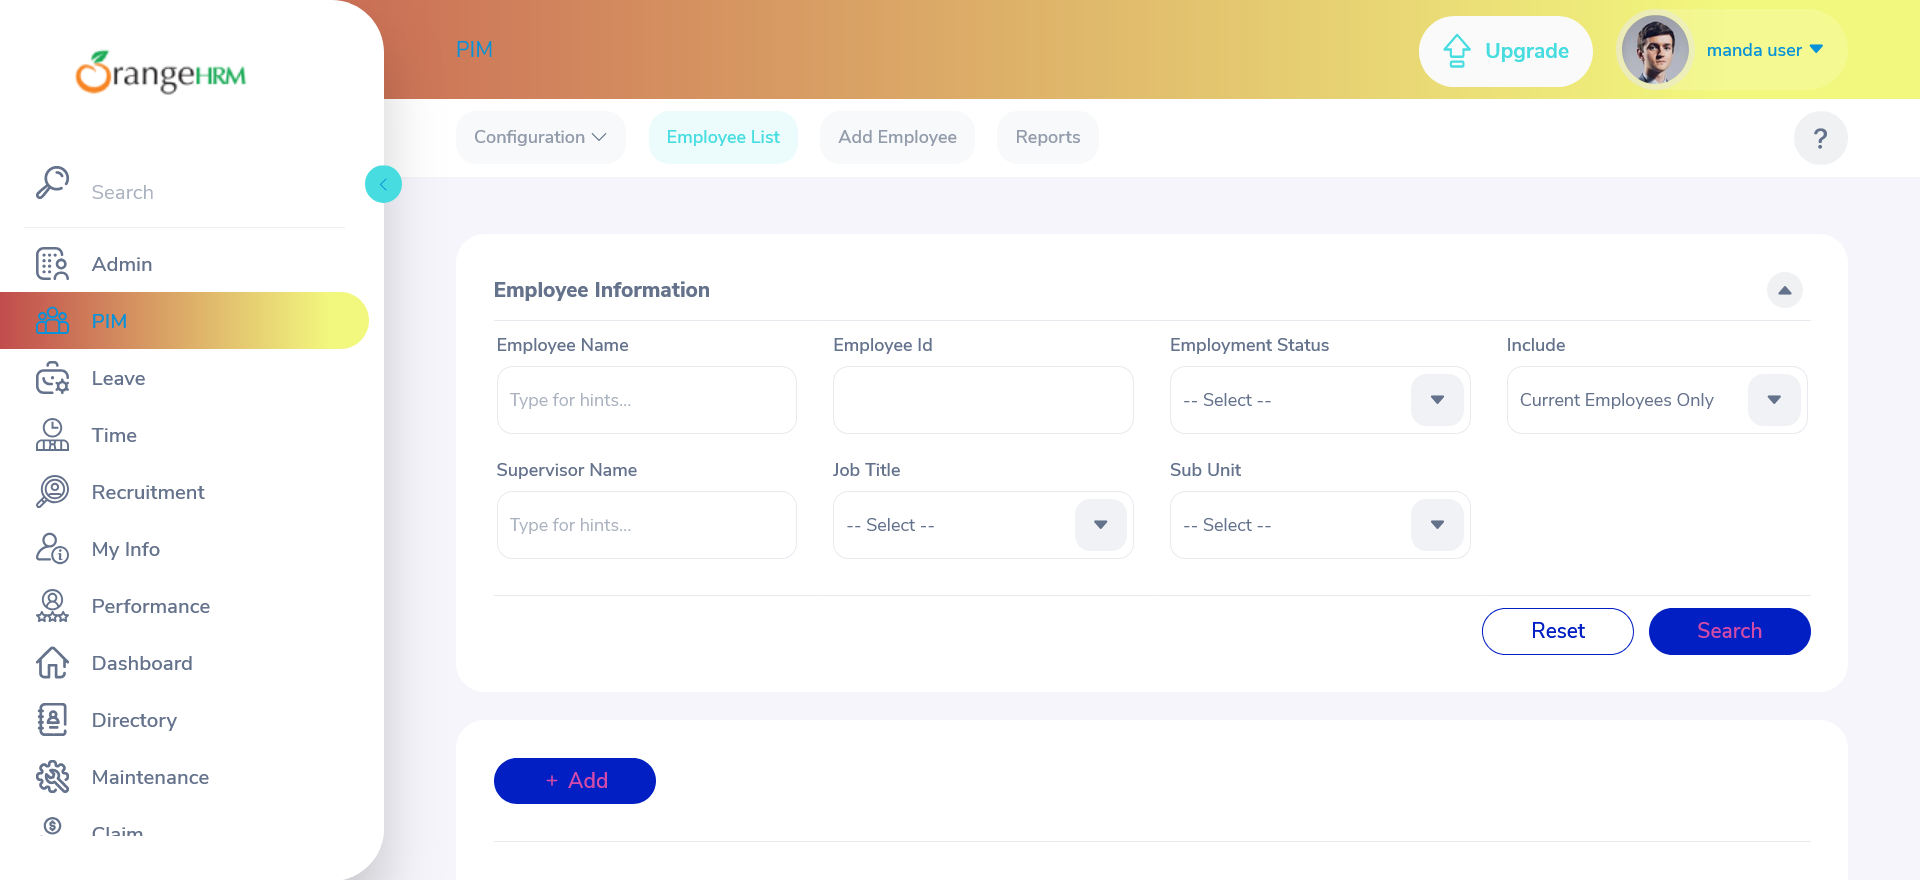 OrangeHRM
Search
Admin
PIM
Leave
Time
Recruitment
My Info
Performance
Dashboard
Directory
Maintenance
Claim
PIM
Upgrade
manda user
Configuration
Employee List
Add Employee
Reports
?
Employee Information
Employee Name
Employee Id
Employment Status
Include
Type for hints...
-- Select --
Current Employees Only
Supervisor Name
Job Title
Sub Unit
Type for hints...
-- Select --
-- Select --
Reset
Search
+ Add